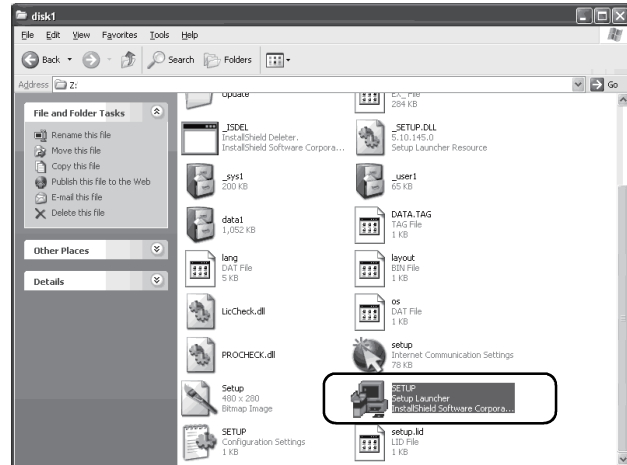 disk1
File Edit View Favorites Tools Help
Back Search Folders
Address Z: Go
File and Folder Tasks
Rename this file
Move this file
Copy this file
Publish this file to the Web
E-mail this file
Delete this file
Other Places
Details
Update
EX_ File
284 KB
_ISDEL
InstallShield Deleter.
InstallShield Software Corpora...
_SETUP.DLL
5.10.145.0
Setup Launcher Resource
_sys1
200 KB
_user1
65 KB
data1
1,052 KB
DATA.TAG
TAG File
1 KB
lang
DAT File
5 KB
layout
BIN File
1 KB
LicCheck.dll
os
DAT File
1 KB
PROCHECK.dll
setup
Internet Communication Settings
78 KB
Setup
480 x 280
Bitmap Image
SETUP
Setup Launcher
InstallShield Software Corpora...
SETUP
Configuration Settings
1 KB
setup.lid
LID File
1 KB